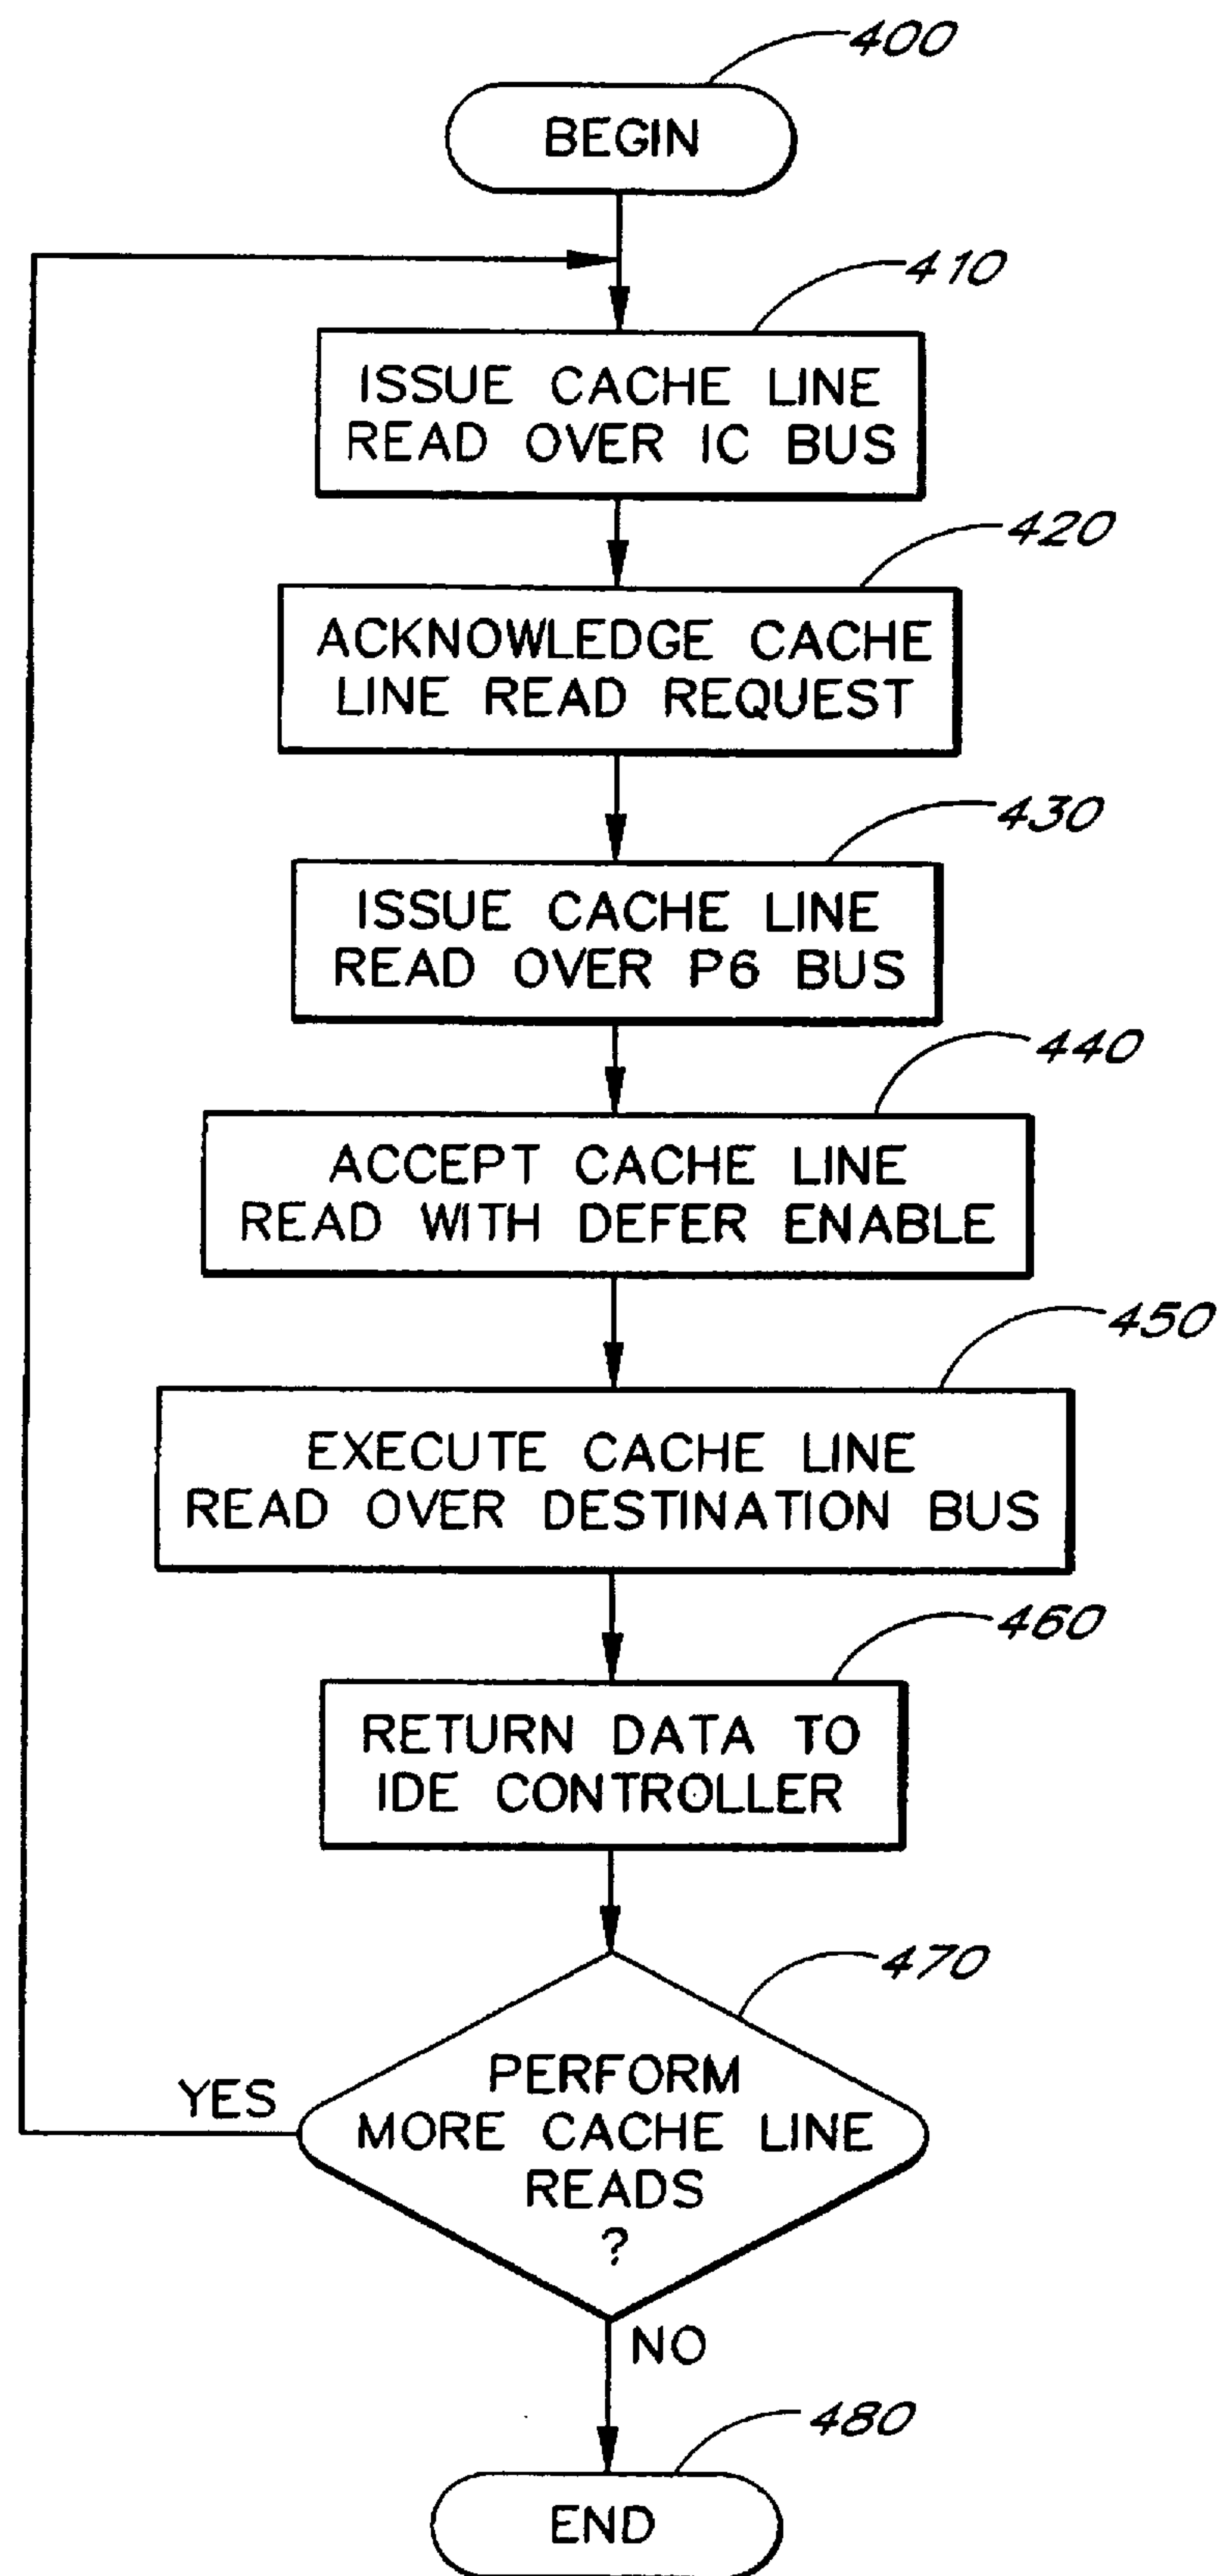 400
BEGIN
410
ISSUE CACHE LINE
READ OVER IC BUS
420
ACKNOWLEDGE CACHE
LINE READ REQUEST
430
ISSUE CACHE LINE
READ OVER P6 BUS
440
ACCEPT CACHE LINE
READ WITH DEFER ENABLE
450
EXECUTE CACHE LINE
READ OVER DESTINATION BUS
460
RETURN DATA TO
IDE CONTROLLER
470
PERFORM
MORE CACHE LINE
READS
?
YES
NO
480
END